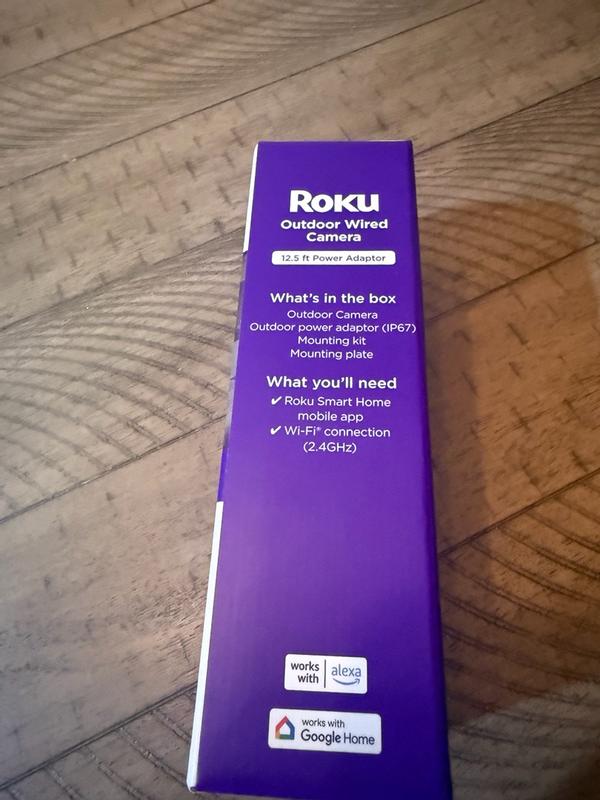 ROKU
Outdoor Wired
Camera
12.5 ft Power Adaptor
What's in the box
Outdoor Camera
Outdoor power adaptor (IP67)
Mounting kit
Mounting plate
What you'll need
✔ Roku Smart Home
mobile app
✔ Wi-Fi® connection
(2.4GHz)
works
with
alexa
works with
Google Home